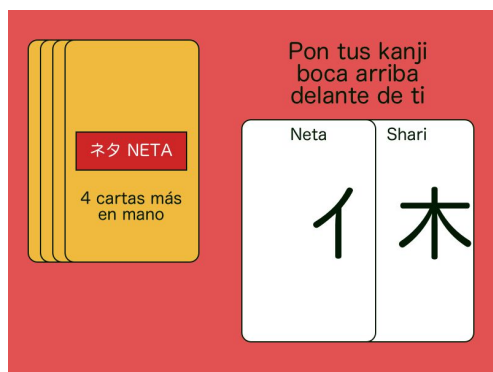 ネタ NETA
4 cartas más
en mano
Pon tus kanji
boca arriba
delante de ti
Neta
Shari
亻木